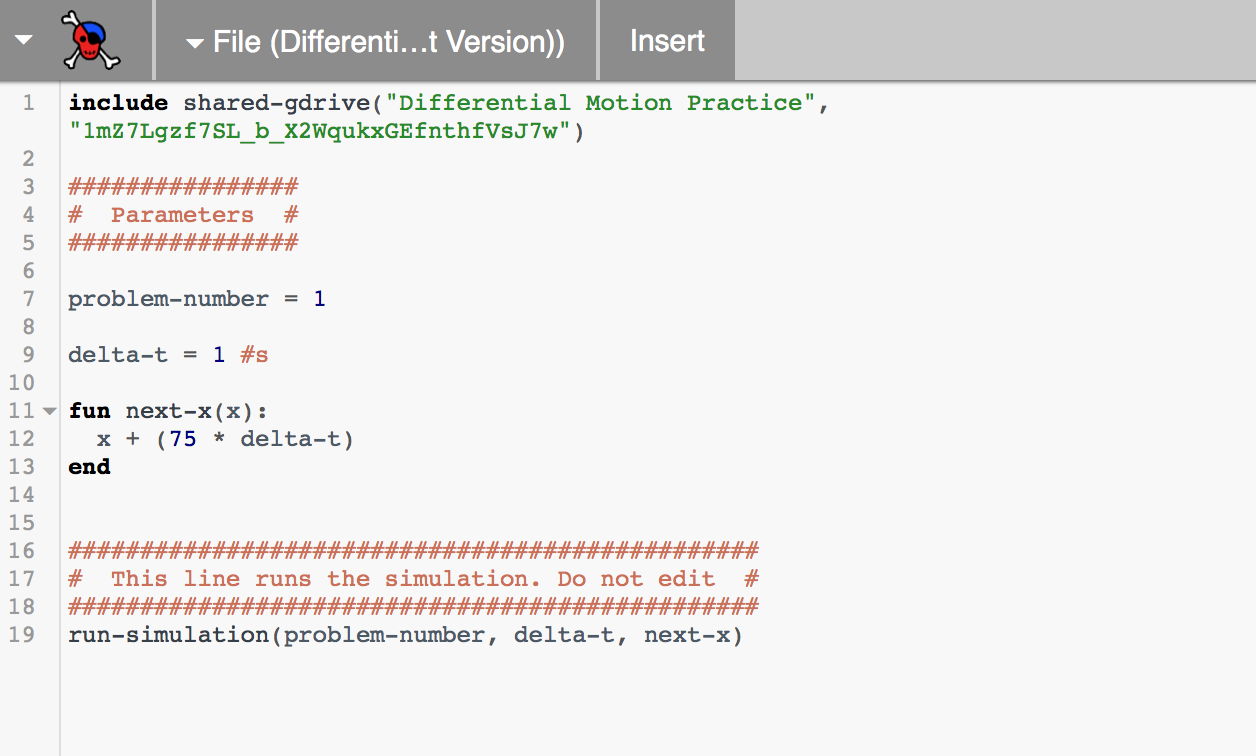 File (Differenti...t Version))
Insert
1 include shared-gdrive("Differential Motion Practice",
"1mZ7Lgzf7SL_b_X2WqukxGEfnthfVsJ7w")
2
3 ################
4 #  Parameters  #
5 ################
6
7 problem-number = 1
8
9 delta-t = 1 #s
10
11 fun next-x(x):
12   x + (75 * delta-t)
13 end
14
15
16 ################################################
17 #  This line runs the simulation. Do not edit  #
18 ################################################
19 run-simulation(problem-number, delta-t, next-x)